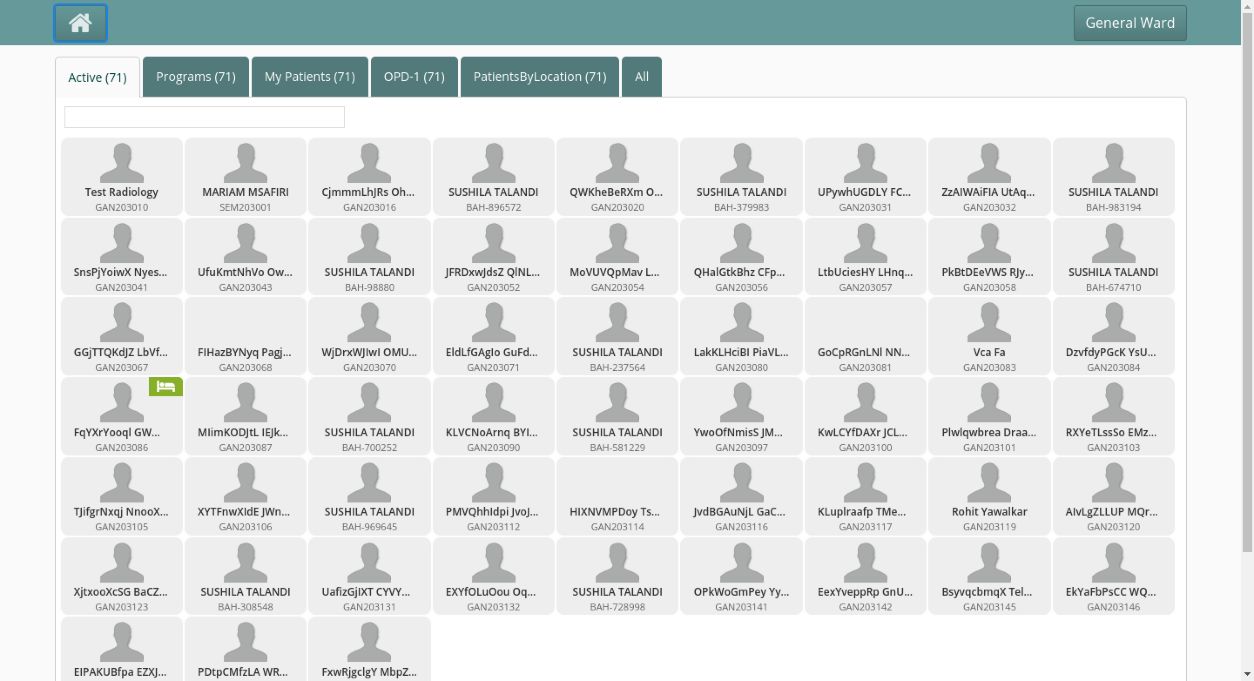 General Ward
Active (71)
Programs (71)
My Patients (71)
OPD-1 (71)
PatientsByLocation (71)
All
Test Radiology
GAN203010
MARIAM MSAFIRI
SEM203001
CjmmmLhJRs Oh...
GAN203016
SUSHILA TALANDI
BAH-896572
QWKheBeRXm O...
GAN203020
SUSHILA TALANDI
BAH-379983
UPywhUGDLY FC...
GAN203031
ZzAIWAiFIA UtAq...
GAN203032
SUSHILA TALANDI
BAH-983194
SnsPjYoiwX Nyes...
GAN203041
UfuKmtNhVo Ow...
GAN203043
SUSHILA TALANDI
BAH-98880
JFRDxwJdsZ QlNL...
GAN203052
MoVUVQpMav L...
GAN203054
QHalGtkBhz CFp...
GAN203056
LtbUciesHY LHnq...
GAN203057
PkBtDEeVWS RJy...
GAN203058
SUSHILA TALANDI
BAH-674710
GGjTTQKdJZ LbVf...
GAN203067
FIHazBYNyq Pagj...
GAN203068
WjDrxWJIwI OMU...
GAN203070
EldLfGAgIo GuFd...
GAN203071
SUSHILA TALANDI
BAH-237564
LakKLHciBI PiaVL...
GAN203080
GoCpRGnLNl NN...
GAN203081
Vca Fa
GAN203083
DzvfdyPGcK YsU...
GAN203084
FqYXrYooql GW...
GAN203086
MIimKODJtL IEJk...
GAN203087
SUSHILA TALANDI
BAH-700252
KLVCNoArnq BYI...
GAN203090
SUSHILA TALANDI
BAH-581229
YwoOfNmisS JM...
GAN203097
KwLCYfDAXr JCL...
GAN203100
Plwlqwbrea Draa...
GAN203101
RXYeTLssSo EMz...
GAN203103
TJifgrNxqj NnooX...
GAN203105
XYTFnwXIdE JWn...
GAN203106
SUSHILA TALANDI
BAH-969645
PMVQhhIdpi JvoJ...
GAN203112
HIXNVMPDoy Ts...
GAN203114
JvdBGAuNjL GaC...
GAN203116
KLuplraafp TMe...
GAN203117
Rohit Yawalkar
GAN203119
AIvLgZLLUP MQr...
GAN203120
XjtxooXcSG BaCZ...
GAN203123
SUSHILA TALANDI
BAH-308548
UafizGjIXT CYVY...
GAN203131
EXYfOLuOou Oq...
GAN203132
SUSHILA TALANDI
BAH-728998
OPkWoGmPey Yy...
GAN203141
EexYveppRp GnU...
GAN203142
BsyvqcbmqX Tel...
GAN203145
EkYaFbPsCC WQ...
GAN203146
EIPAKUBfpa EZXJ...
PDtpCMfzLA WR...
FxwRjgclgY MbpZ...